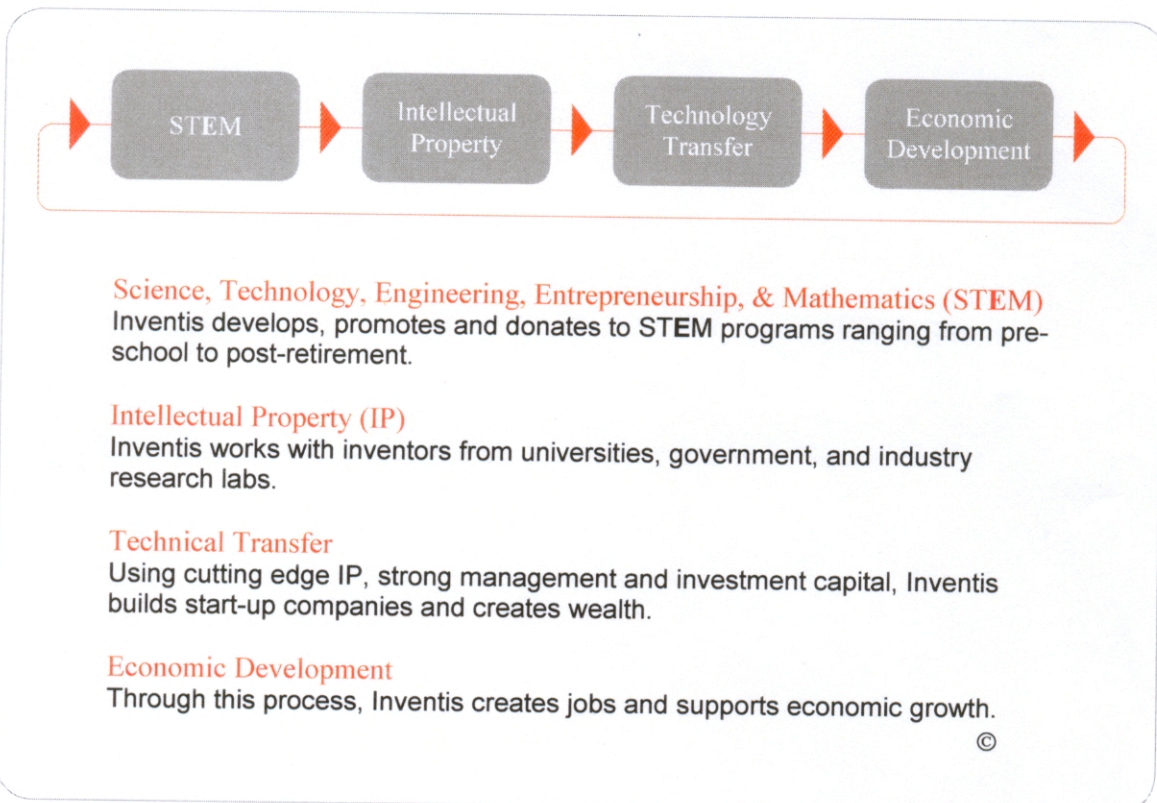 STEM
Intellectual
Property
Technology
Transfer
Economic
Development
Science, Technology, Engineering, Entrepreneurship, & Mathematics (STEM)
Inventis develops, promotes and donates to STEM programs ranging from pre-
school to post-retirement.
Intellectual Property (IP)
Inventis works with inventors from universities, government, and industry
research labs.
Technical Transfer
Using cutting edge IP, strong management and investment capital, Inventis
builds start-up companies and creates wealth.
Economic Development
Through this process, Inventis creates jobs and supports economic growth.
©